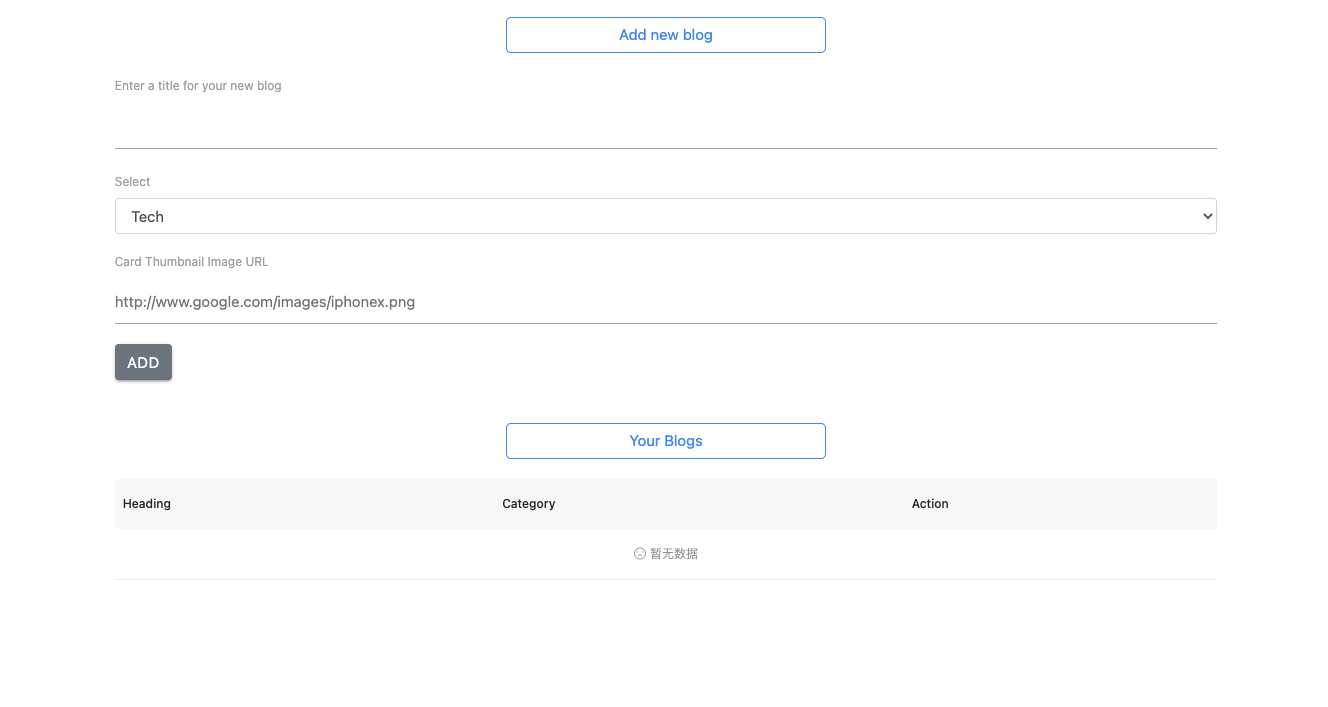 Add new blog
Enter a title for your new blog
Select
Tech
Card Thumbnail Image URL
http://www.google.com/images/iphonex.png
ADD
Your Blogs
Heading Category Action
暂无数据